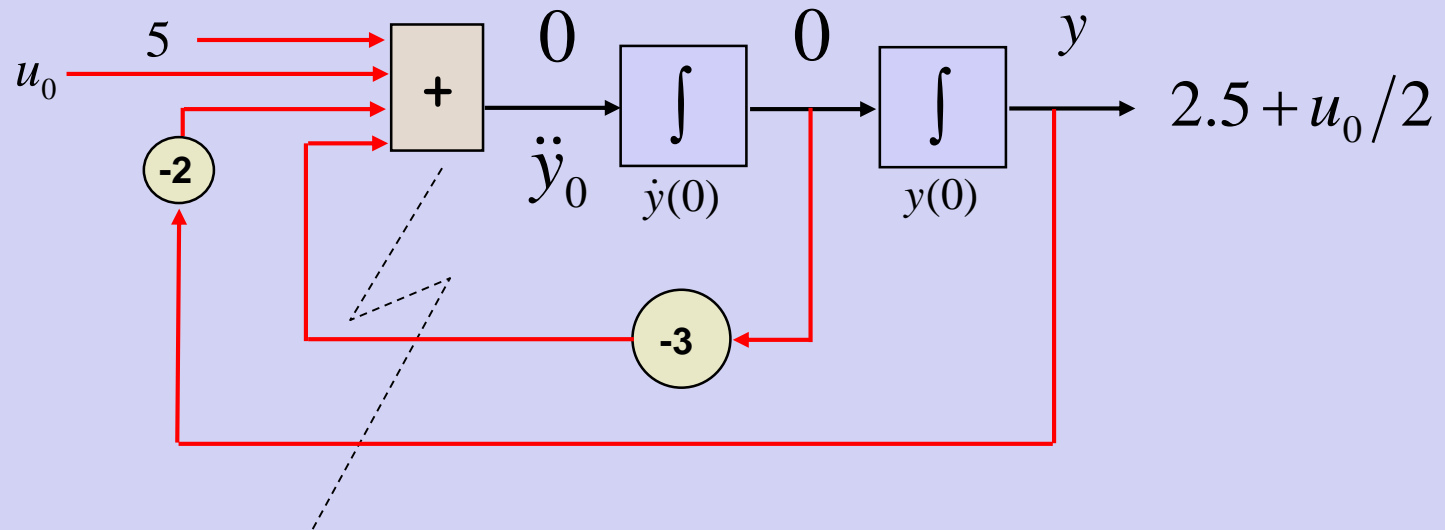 5
0
0
y
u₀
+
∫
∫
2.5 + u₀/2
-2
ÿ₀
ẏ(0)
y(0)
-3